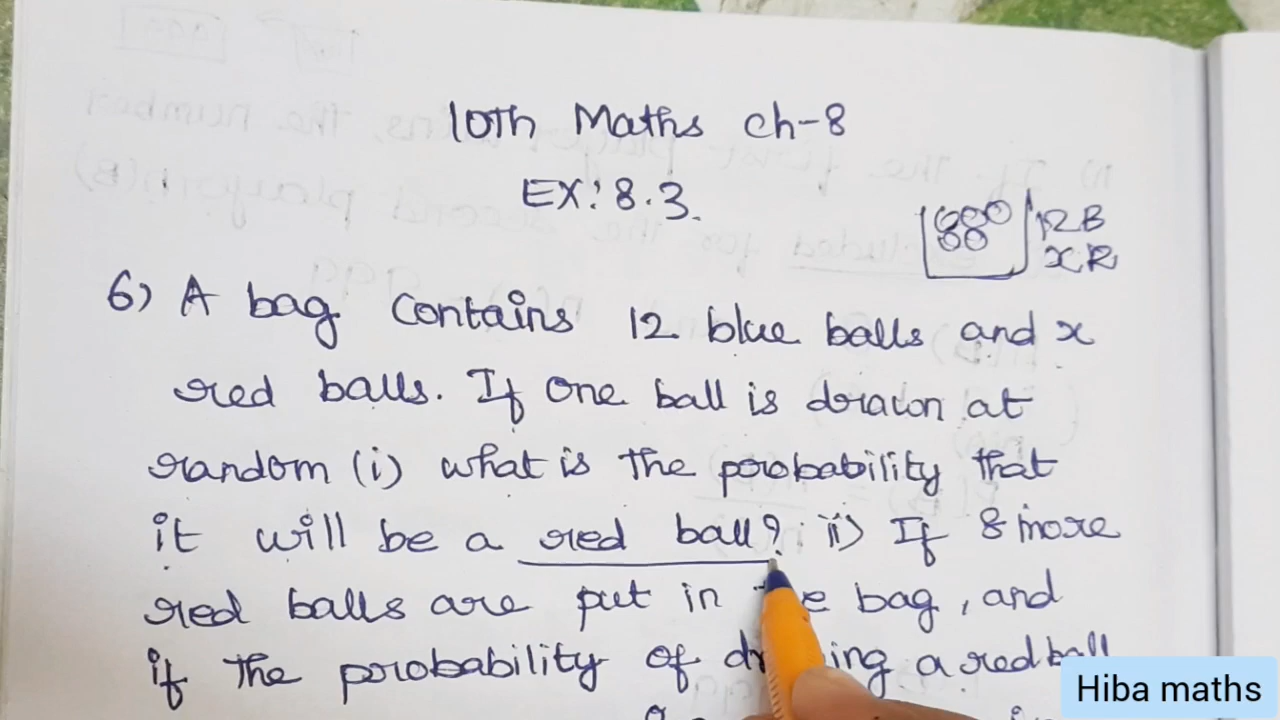 10th Maths ch-8
EX: 8.3.
12B
xR
6) A bag contains 12 blue balls and x
red balls. If one ball is drawn at
random (i) what is the probability that
it will be a red ball? ii) If 8 more
red balls are put in bag, and
if the probability of a red ball
Hiba maths